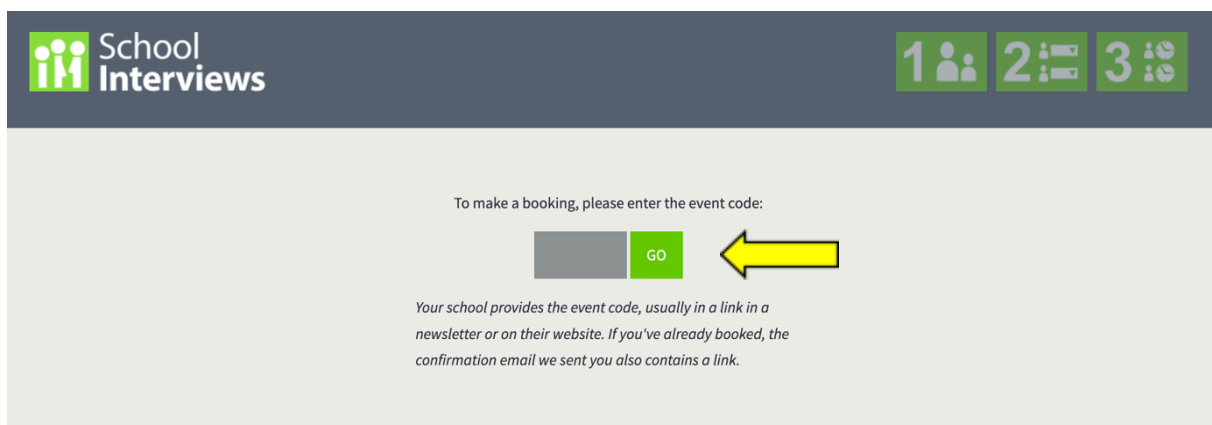 School
Interviews
1 2 3
To make a booking, please enter the event code:
GO
Your school provides the event code, usually in a link in a
newsletter or on their website. If you've already booked, the
confirmation email we sent you also contains a link.